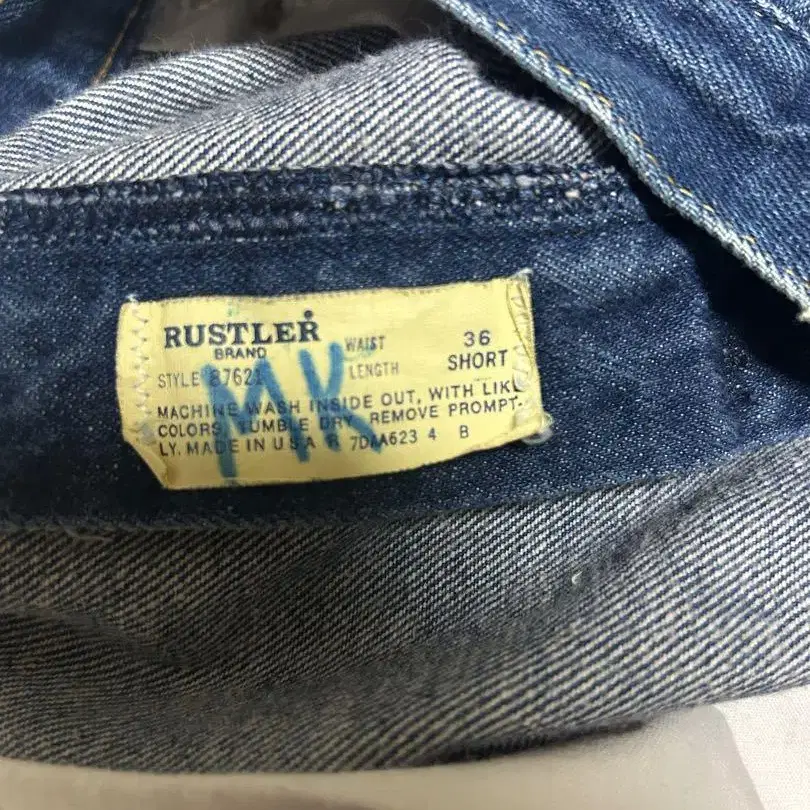 RUSTLER
BRAND
WAIST 36
STYLE 87621 LENGTH SHORT
MACHINE WASH INSIDE OUT, WITH LIKE
COLORS, TUMBLE DRY, REMOVE PROMPT-
LY. MADE IN U S A R 7DAA623 4 B
MK